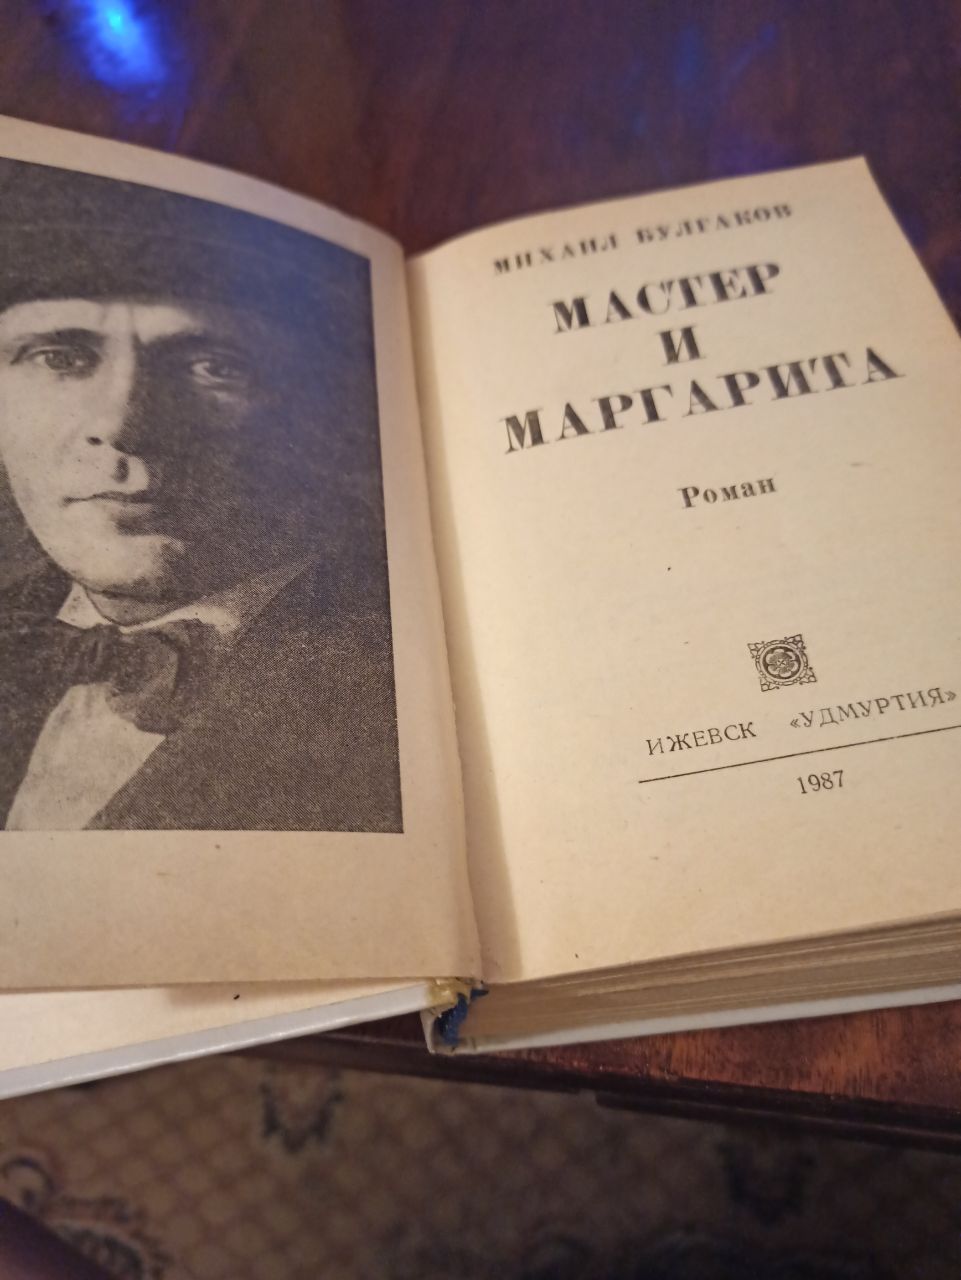 МИХАИЛ БУЛГАКОВ
МАСТЕР
И
МАРГАРИТА
Роман
ИЖЕВСК «УДМУРТИЯ»
1987